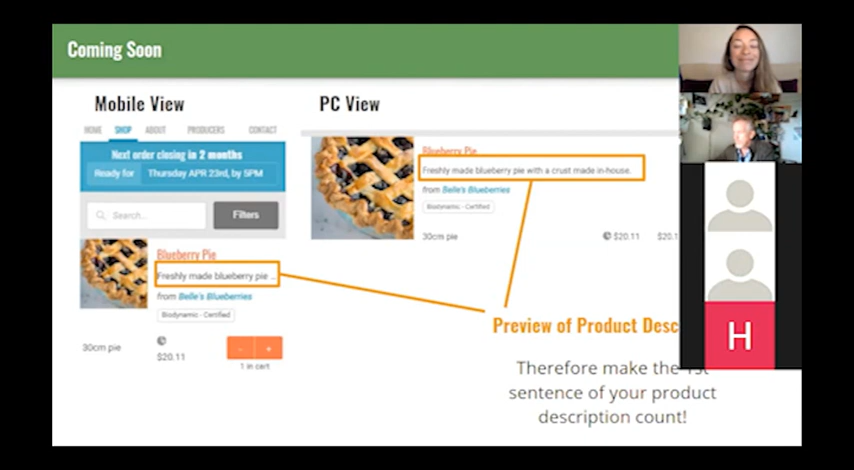 Coming Soon
Mobile View
PC View
HOME SHOP ABOUT PRODUCERS CONTACT
Next order closing in 2 months
Ready for Thursday APR 23rd, by 5PM
Search...
Filters
Blueberry Pie
Freshly made blueberry pie ...
from Belle's Blueberries
Biodynamic - Certified
30cm pie
$20.11
- +
1 in cart
Blueberry Pie
Freshly made blueberry pie with a crust made in-house.
from Belle's Blueberries
Biodynamic - Certified
30cm pie
$20.11
$20.1
Preview of Product Desc
Therefore make the 1st
sentence of your product
description count!
H